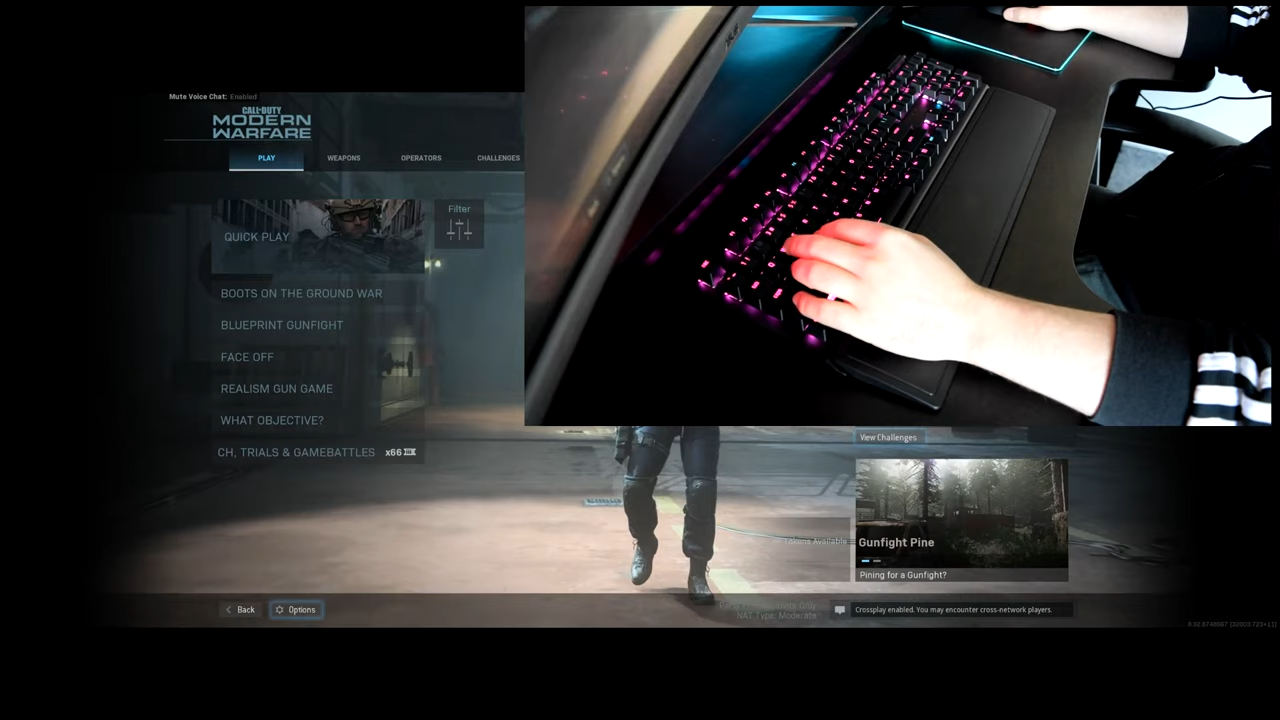 Mute Voice Chat: Enabled
CALL OF DUTY
MODERN
WARFARE
PLAY
WEAPONS
OPERATORS
CHALLENGES
Filter
QUICK PLAY
BOOTS ON THE GROUND WAR
BLUEPRINT GUNFIGHT
FACE OFF
REALISM GUN GAME
WHAT OBJECTIVE?
CH, TRIALS & GAMEBATTLES x66
View Challenges
Tokens Available
Gunfight Pine
Pining for a Gunfight?
Back
Options
NAT Type: Moderate
Crossplay enabled. You may encounter cross-network players.